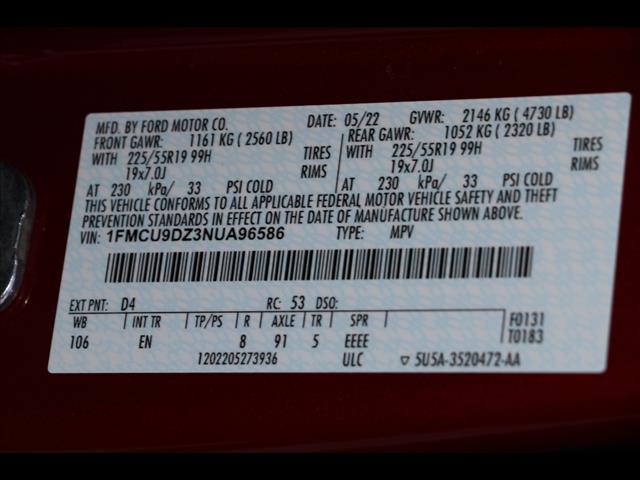 MFD. BY FORD MOTOR CO. DATE: 05/22 GVWR: 2146 KG ( 4730 LB)
FRONT GAWR: 1161 KG ( 2560 LB) REAR GAWR: 1052 KG ( 2320 LB)
WITH 225/55R19 99H TIRES WITH 225/55R19 99H TIRES
19x7.0J RIMS 19x7.0J RIMS
AT 230 kPa/ 33 PSI COLD AT 230 kPa/ 33 PSI COLD
THIS VEHICLE CONFORMS TO ALL APPLICABLE FEDERAL MOTOR VEHICLE SAFETY AND THEFT
PREVENTION STANDARDS IN EFFECT ON THE DATE OF MANUFACTURE SHOWN ABOVE.
VIN: 1FMCU9DZ3NUA96586 TYPE: MPV
EXT PNT: D4 RC: 53 DSO:
WB INT TR TP/PS R AXLE TR SPR F0131
106 EN 8 91 5 EEEE T0183
1202205273936 ULC ▽ 5U5A-3520472-AA